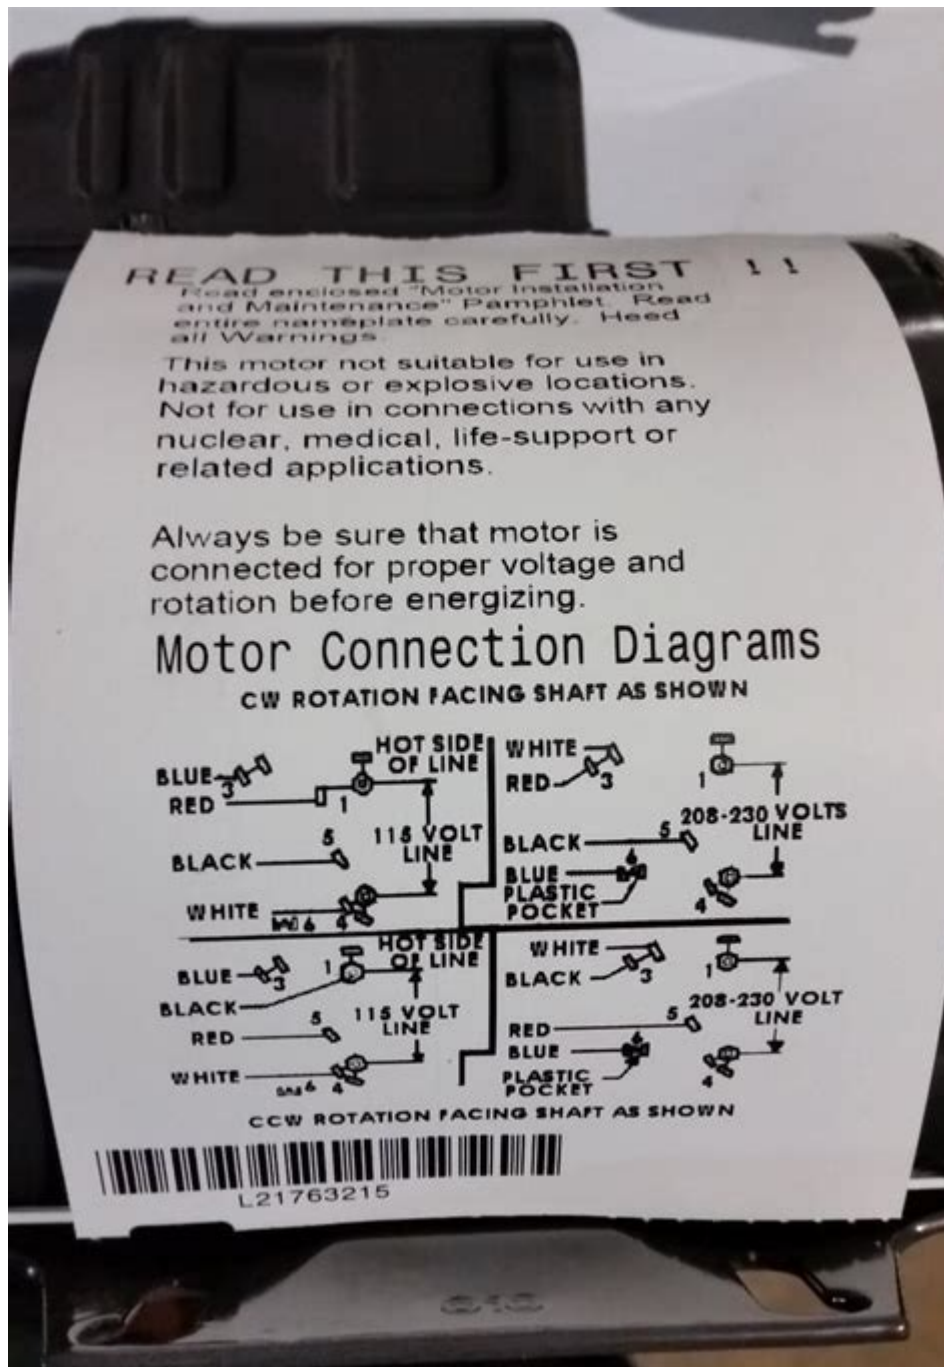 READ THIS FIRST !!
Read enclosed "Motor Installation
and Maintenance" Pamphlet. Read
entire nameplate carefully. Heed
all Warnings.
This motor not suitable for use in
hazardous or explosive locations.
Not for use in connections with any
nuclear, medical, life-support or
related applications.
Always be sure that motor is
connected for proper voltage and
rotation before energizing.
Motor Connection Diagrams
CW ROTATION FACING SHAFT AS SHOWN
HOT SIDE
OF LINE
BLUE 3
RED 1
5 115 VOLT
LINE
BLACK
WHITE 6 4
WHITE
RED 3 1
208-230 VOLTS
LINE
BLACK 5
6
BLUE
PLASTIC
POCKET 4
HOT SIDE
OF LINE
BLUE 3 1
BLACK
5 115 VOLT
LINE
RED
WHITE 6 4
WHITE
BLACK 3 1
208-230 VOLT
LINE
RED 5
6
BLUE
PLASTIC
POCKET 4
CCW ROTATION FACING SHAFT AS SHOWN
L21763215